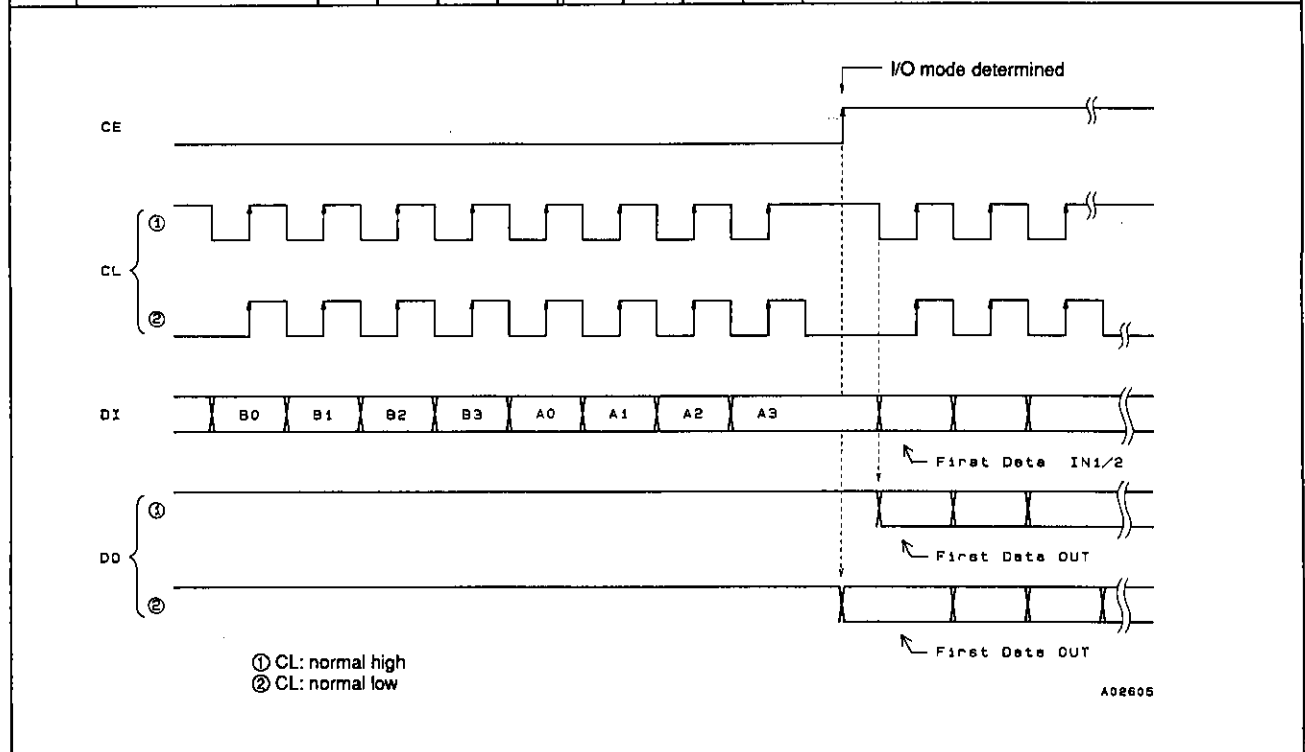 I/O mode determined
CE
①
CL
②
DI B0 B1 B2 B3 A0 A1 A2 A3
First Data IN1/2
①
First Data OUT
DO
②
First Data OUT
① CL: normal high
② CL: normal low
A02605